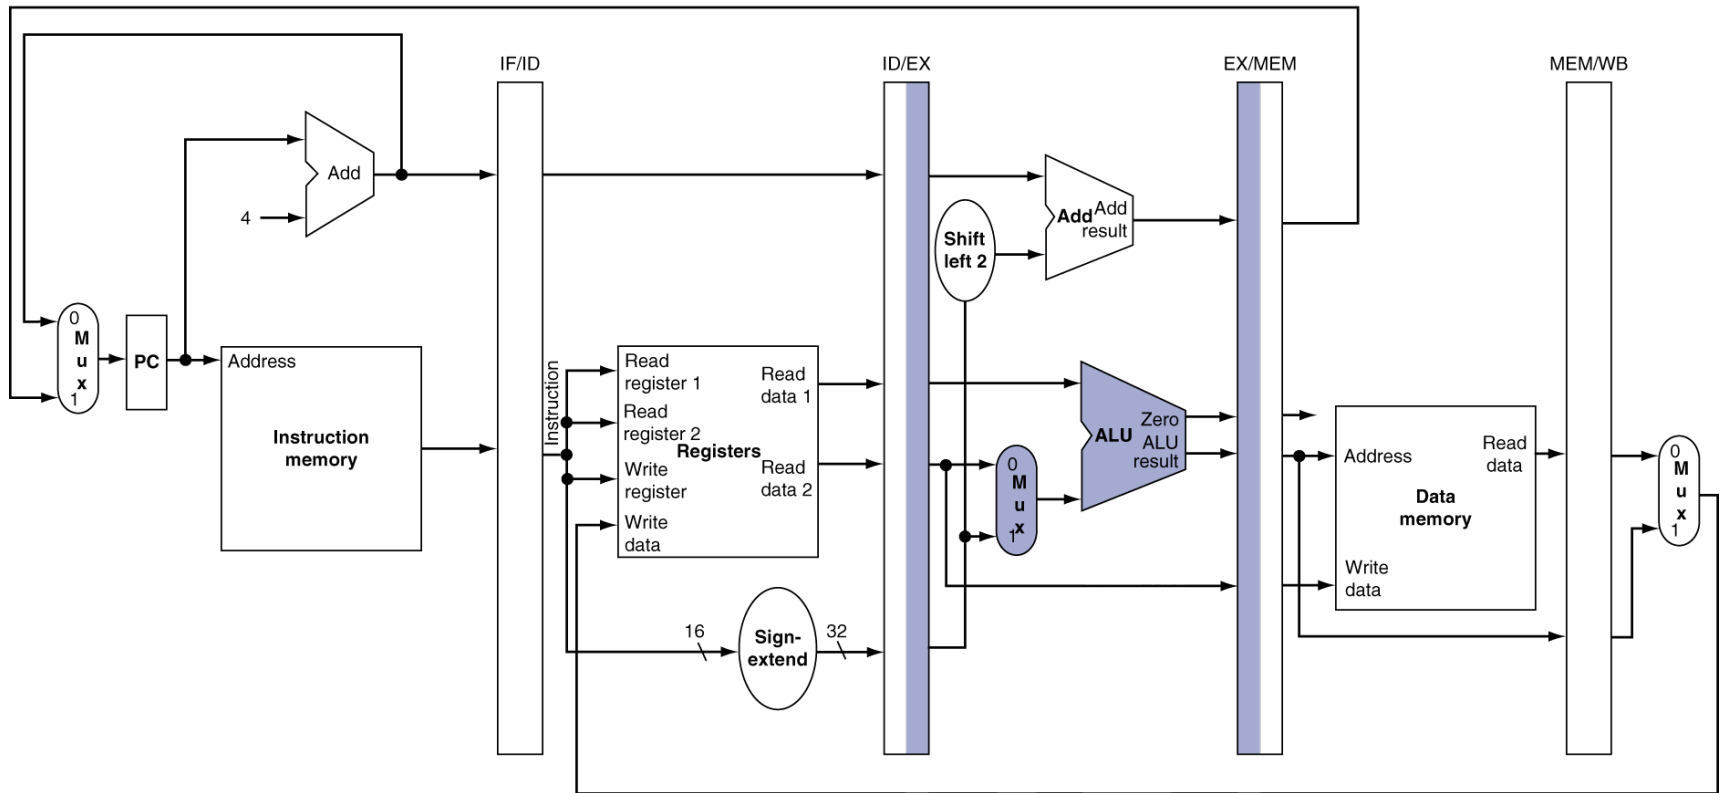 IF/ID
ID/EX
EX/MEM
MEM/WB
Add
4
0
M
u
x
1
PC
Address
Instruction
memory
Instruction
Read
register 1
Read
register 2
Write
register
Write
data
Registers
Read
data 1
Read
data 2
16
Sign-
extend
32
Shift
left 2
Add
Add
result
0
M
u
x
1
ALU
Zero
ALU
result
Address
Write
data
Data
memory
Read
data
0
M
u
x
1